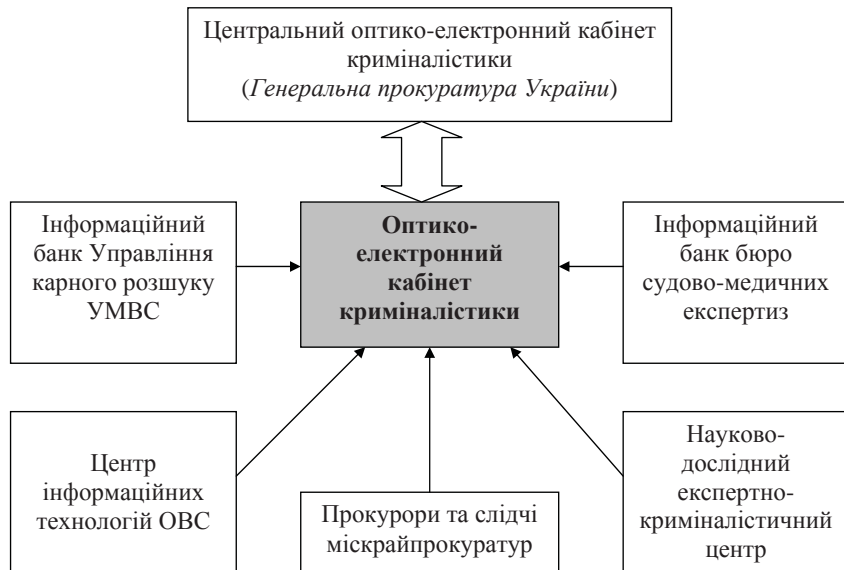 Центральний оптико-електронний кабінет
криміналістики
(Генеральна прокуратура України)
Інформаційний
банк Управління
карного розшуку
УМВС
Оптико-
електронний
кабінет
криміналістики
Інформаційний
банк бюро
судово-медичних
експертиз
Центр
інформаційних
технологій ОВС
Прокурори та слідчі
міскрайпрокуратур
Науково-
дослідний
експертно-
криміналістичний
центр